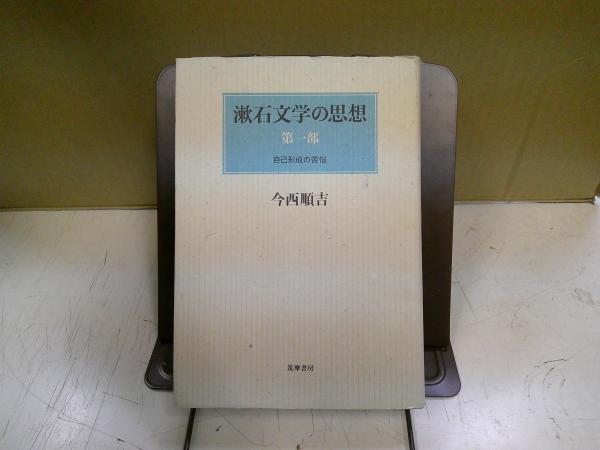 漱石文学の思想
第一部
自己形成の苦悩
今西順吉
筑摩書房